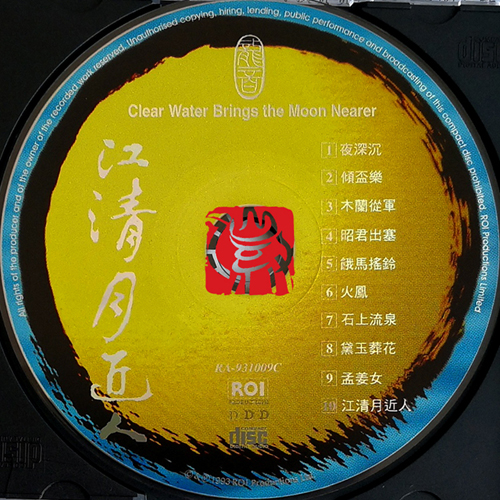 All rights of the producer and of the owner of the recorded work reserved. Unauthorised copying, hiring, lending, public performance and broadcasting of this compact disc prohibited. ROI Productions Limited
Clear Water Brings the Moon Nearer
江清月近人
1 夜深沉
2 傾盃樂
3 木蘭從軍
4 昭君出塞
5 餓馬搖鈴
6 火鳳
7 石上流泉
8 黛玉葬花
9 孟姜女
10 江清月近人
RA-931009C
ROI
PRODUCTIONS
DDD
COMPACT
disc
DIGITAL AUDIO
1993 ROI Productions Ltd.